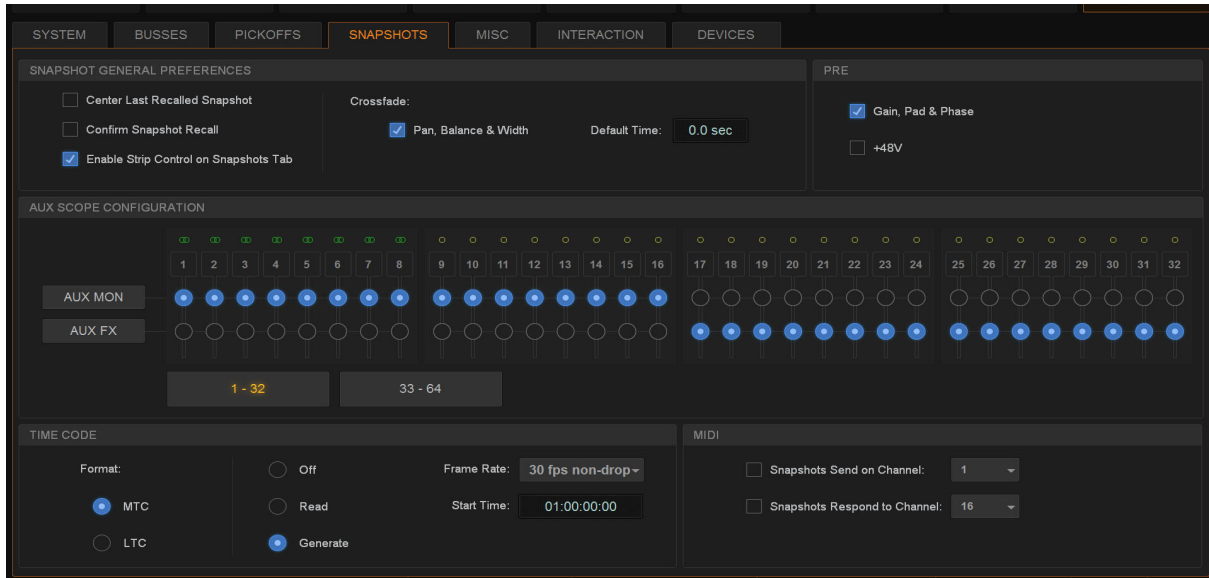 SYSTEM BUSSES PICKOFFS SNAPSHOTS MISC INTERACTION DEVICES
SNAPSHOT GENERAL PREFERENCES
Center Last Recalled Snapshot
Confirm Snapshot Recall
Enable Strip Control on Snapshots Tab
Crossfade:
Pan, Balance & Width Default Time: 0.0 sec
PRE
Gain, Pad & Phase
+48V
AUX SCOPE CONFIGURATION
1 2 3 4 5 6 7 8 9 10 11 12 13 14 15 16 17 18 19 20 21 22 23 24 25 26 27 28 29 30 31 32
AUX MON
AUX FX
1 - 32 33 - 64
TIME CODE
Format:
MTC
LTC
Off
Read
Generate
Frame Rate: 30 fps non-drop
Start Time: 01:00:00:00
MIDI
Snapshots Send on Channel: 1
Snapshots Respond to Channel: 16